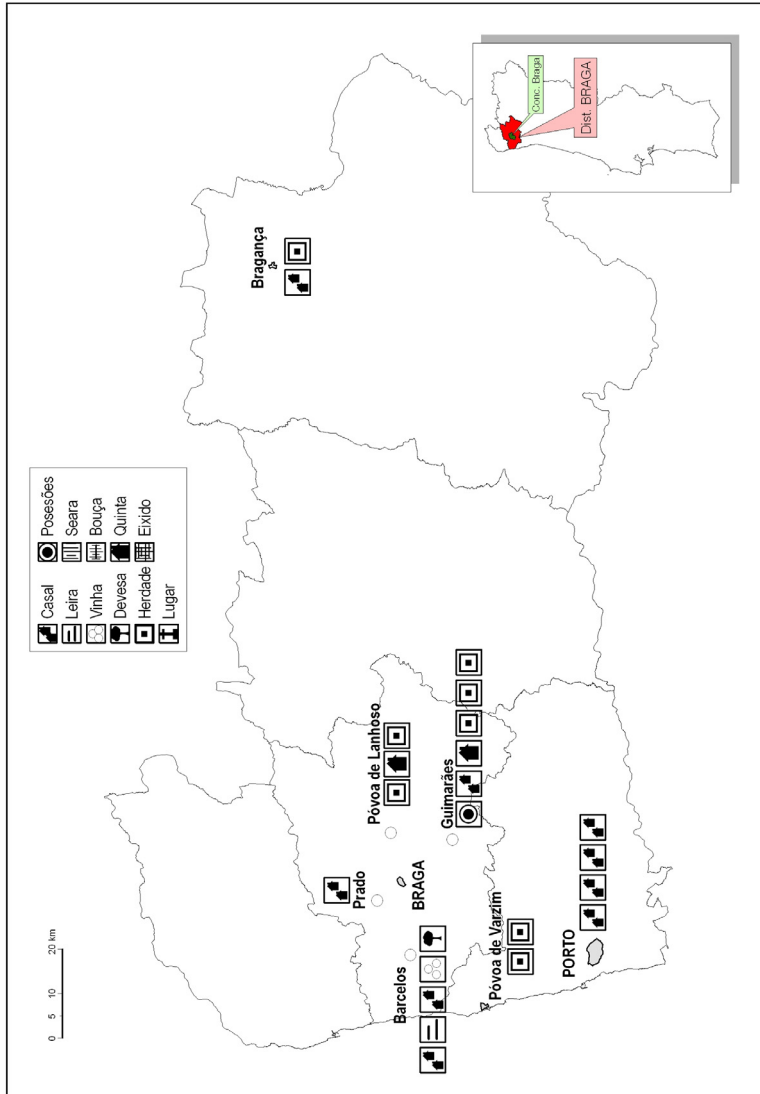 0 5 10 20 km
Casal
Leira
Vinha
Devesa
Herdade
Lugar
Posesões
Seara
Bouça
Quinta
Eixido
Bragança
Póvoa de Lanhoso
Prado
BRAGA
Guimarães
Barcelos
Póvoa de Varzim
PORTO
Conc. Braga
Dist. BRAGA